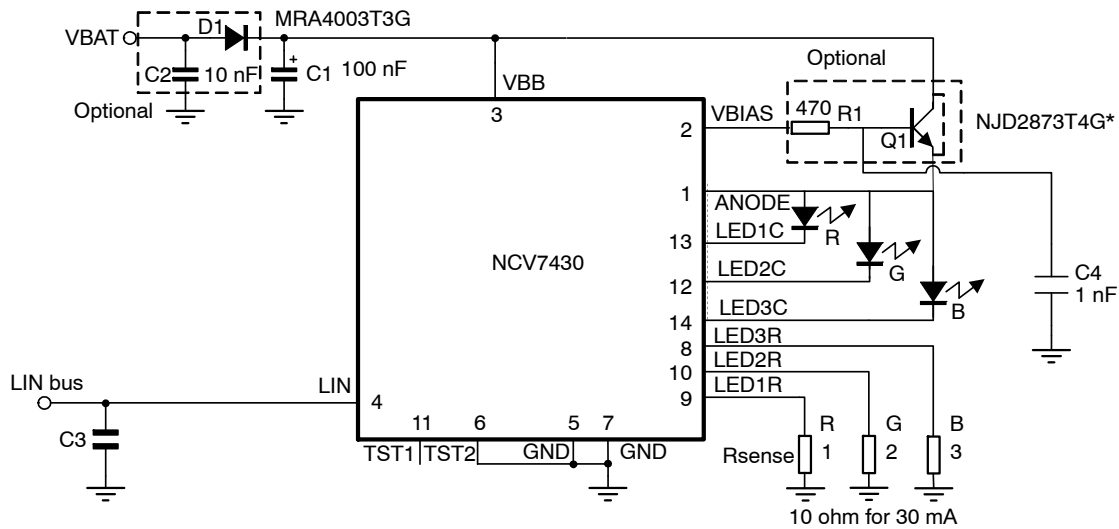 D1
MRA4003T3G
VBAT
C2
10 nF
C1
100 nF
+
Optional
VBB
3
Optional
VBIAS
470
R1
2
Q1
NJD2873T4G*
1
ANODE
R
LED1C
13
NCV7430
G
LED2C
12
C4
1 nF
B
LED3C
14
LED3R
8
LED2R
10
LED1R
9
LIN bus
LIN
4
C3
11
6
5
7
TST1
TST2
GND
GND
Rsense
R
1
G
2
B
3
10 ohm for 30 mA